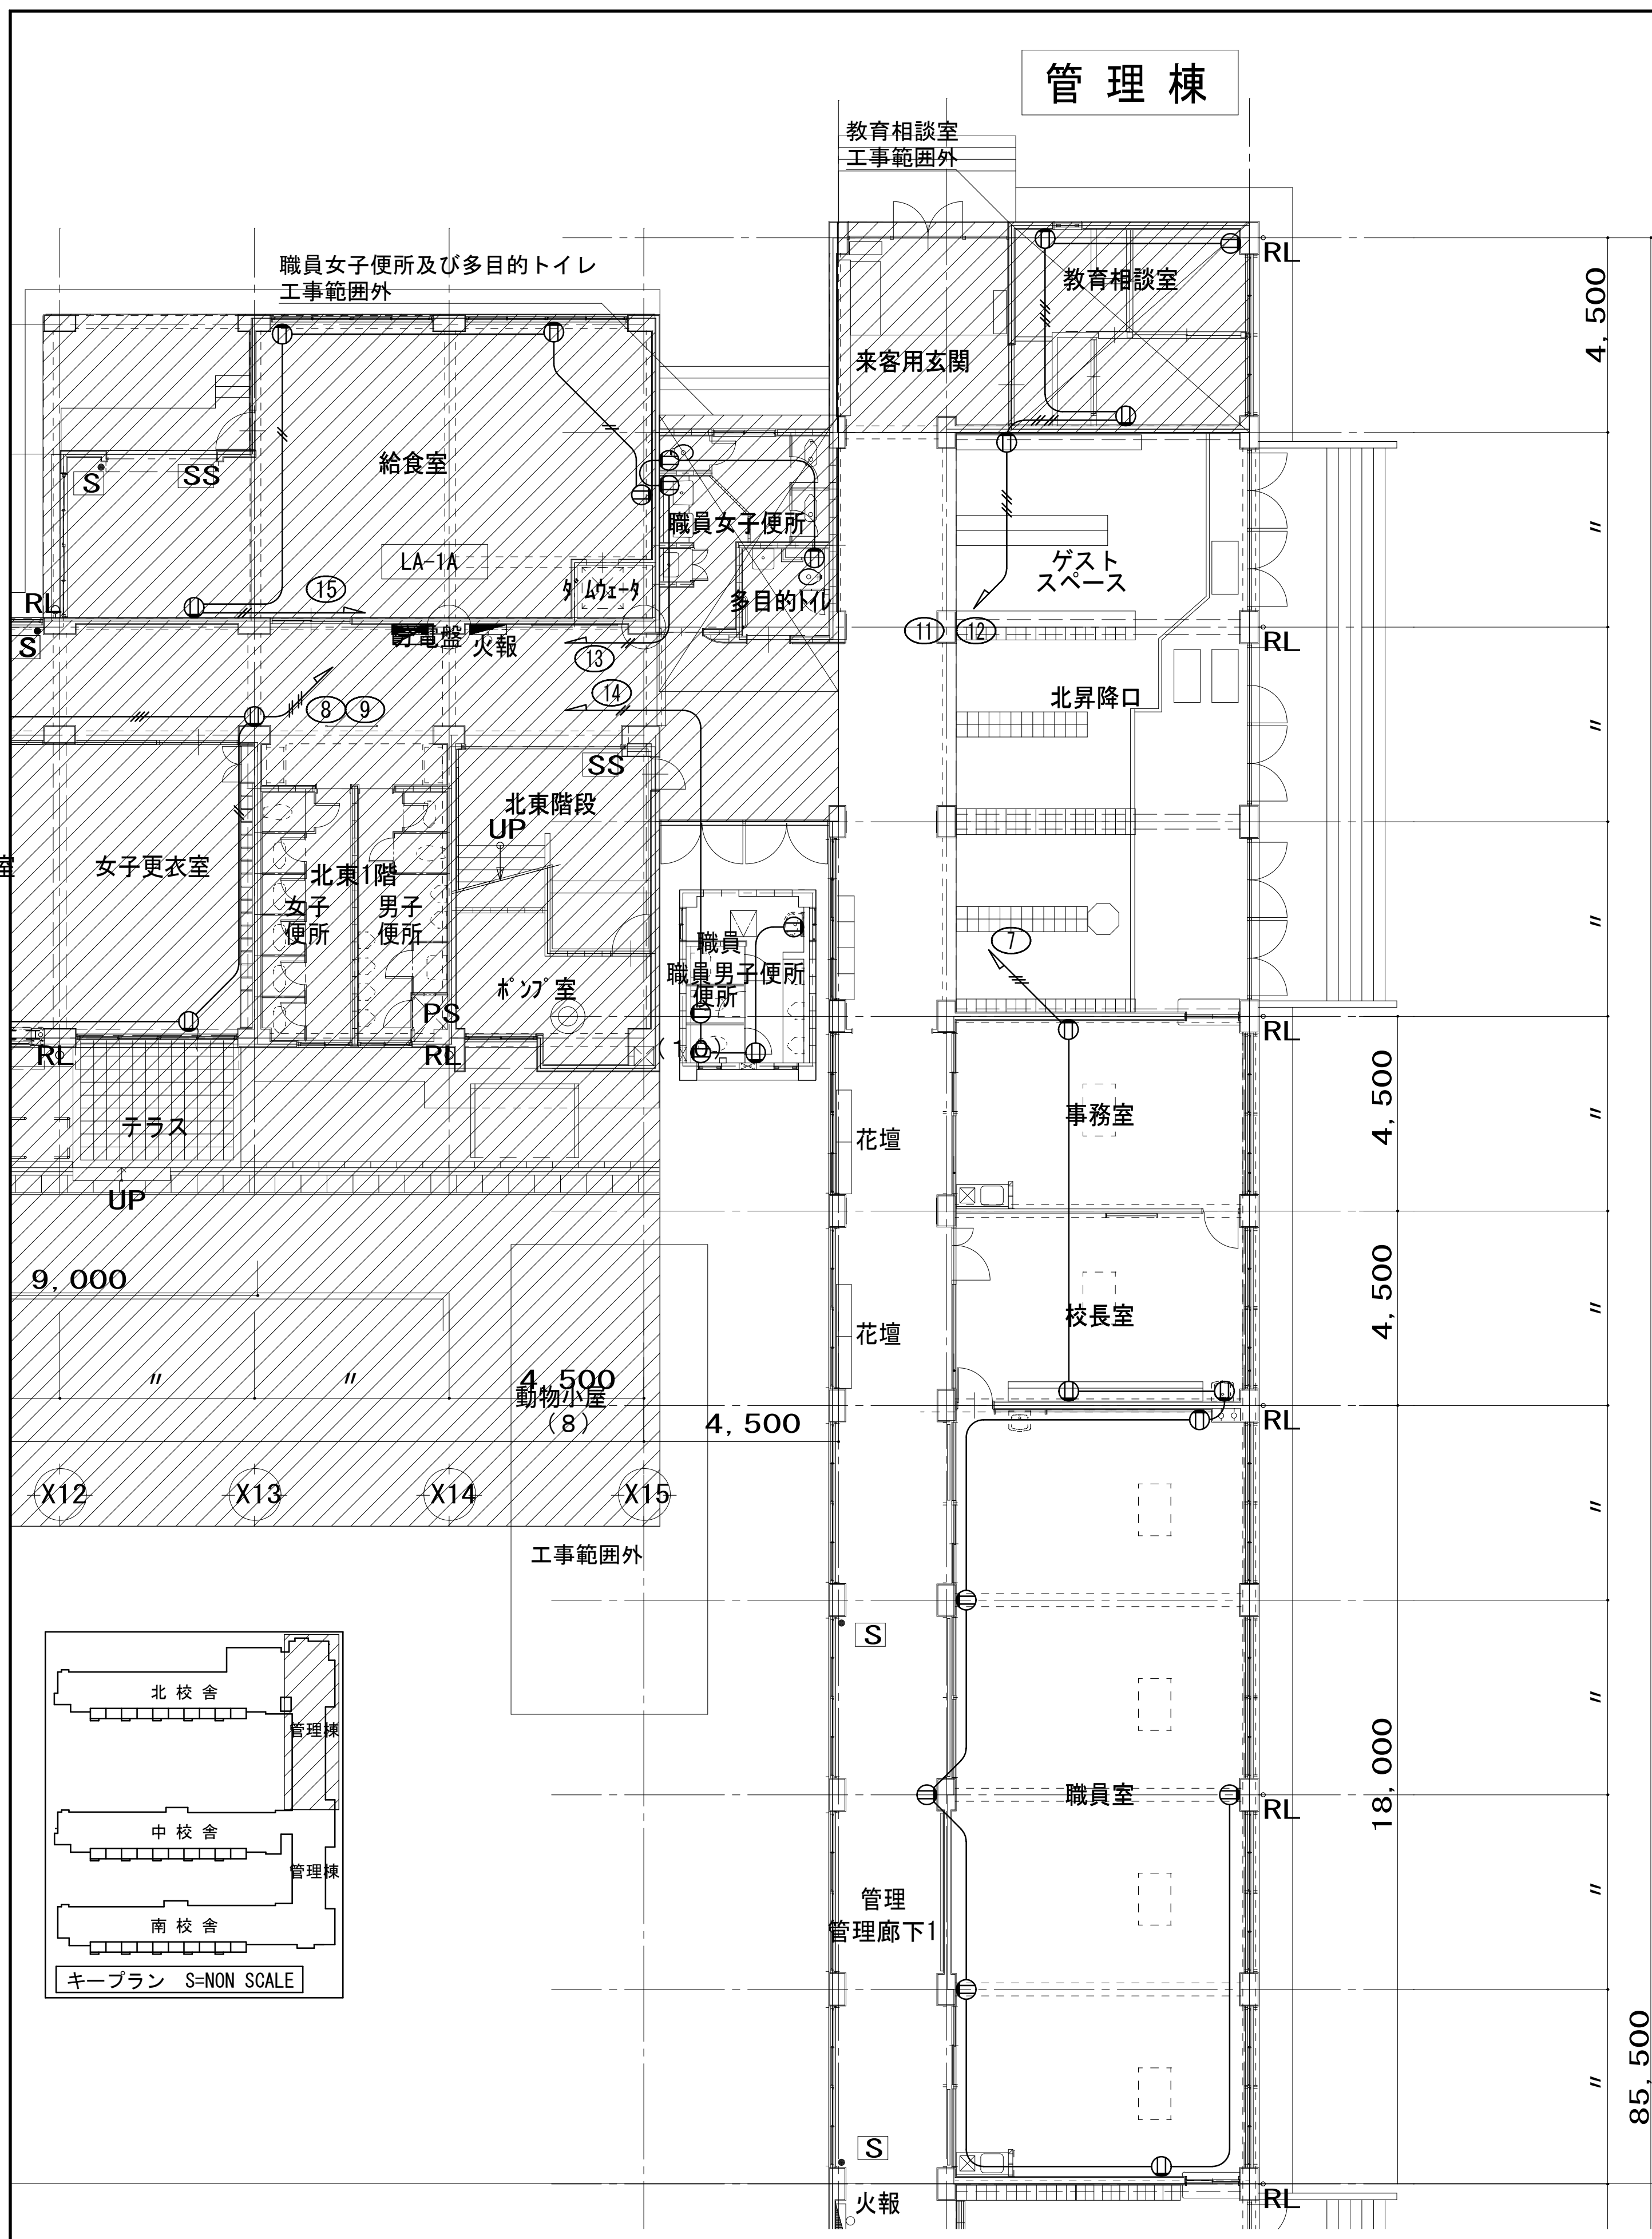 管理棟
教育相談室
工事範囲外
職員女子便所及び多目的トイレ
工事範囲外
RL
教育相談室
4,500
来客用玄関
給食室
S
SS
職員女子便所
〃
LA-1A
ゲスト
スペース
ﾀﾞﾑｳｪｰﾀ
多目的ﾄｲﾚ
15
RL
11
12
S
分電盤
火報
RL
13
14
北昇降口
8
9
〃
SS
北東階段
UP
室
女子更衣室
北東1階
女子
便所
男子
便所
〃
7
職員
職員男子便所
便所
ﾎﾟﾝﾌﾟ室
PS
RL
RL
RL
(10)
4,500
事務室
〃
テラス
花壇
UP
9,000
4,500
〃
校長室
花壇
〃
〃
4,500
動物小屋
(8)
4,500
RL
X12
X13
X14
X15
〃
工事範囲外
S
北校舎
管理棟
〃
職員室
18,000
RL
中校舎
管理棟
管理
管理廊下1
〃
南校舎
キープラン S=NON SCALE
〃
85,500
S
火報
RL